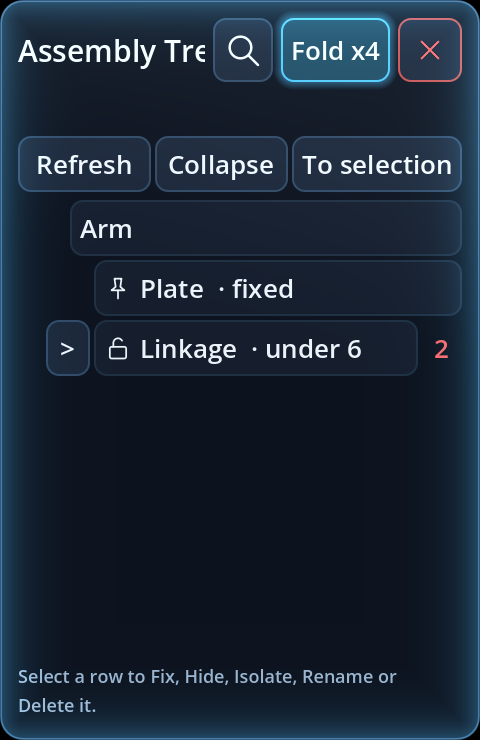 Assembly Tre
Fold x4
Refresh
Collapse
To selection
Arm
Plate · fixed
> Linkage · under 6 2
Select a row to Fix, Hide, Isolate, Rename or
Delete it.